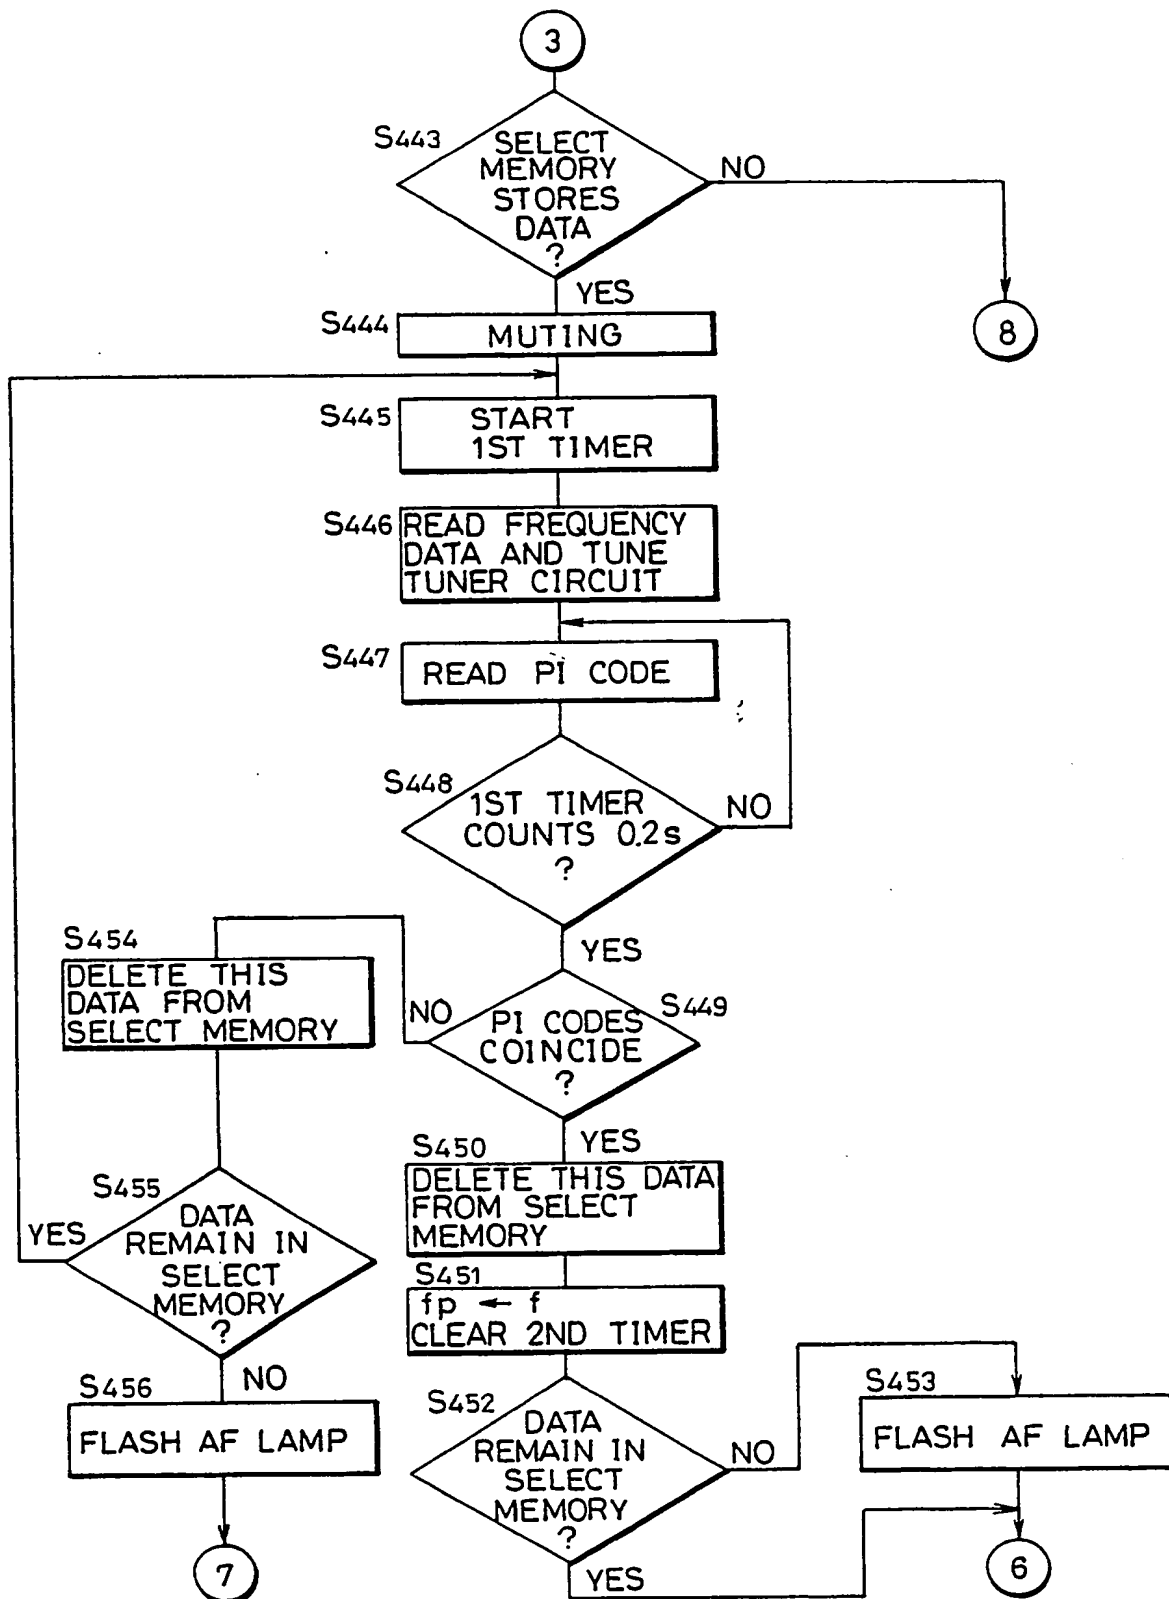 3
S443
SELECT
MEMORY
STORES
DATA
?
NO
YES
8
S444
MUTING
S445
START
1ST TIMER
S446
READ FREQUENCY
DATA AND TUNE
TUNER CIRCUIT
S447
READ PI CODE
S448
1ST TIMER
COUNTS 0.2s
?
NO
YES
S454
DELETE THIS
DATA FROM
SELECT MEMORY
NO
S449
PI CODES
COINCIDE
?
YES
S450
DELETE THIS DATA
FROM SELECT
MEMORY
S455
YES
DATA
REMAIN IN
SELECT
MEMORY
?
NO
S451
fp ← f
CLEAR 2ND TIMER
S456
FLASH AF LAMP
7
S452
DATA
REMAIN IN
SELECT
MEMORY
?
NO
YES
S453
FLASH AF LAMP
6